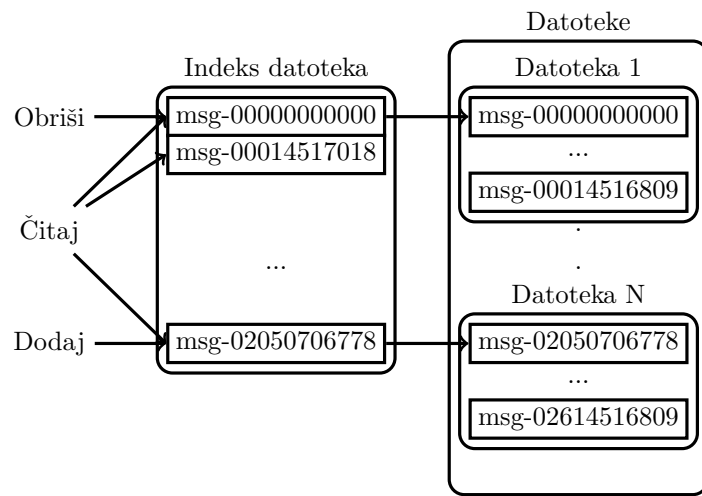 Datoteke
Indeks datoteka
Datoteka 1
Obriši
msg-00000000000
msg-00000000000
msg-00014517018
...
msg-00014516809
Čitaj
.
...
.
Datoteka N
Dodaj
msg-02050706778
msg-02050706778
...
msg-02614516809